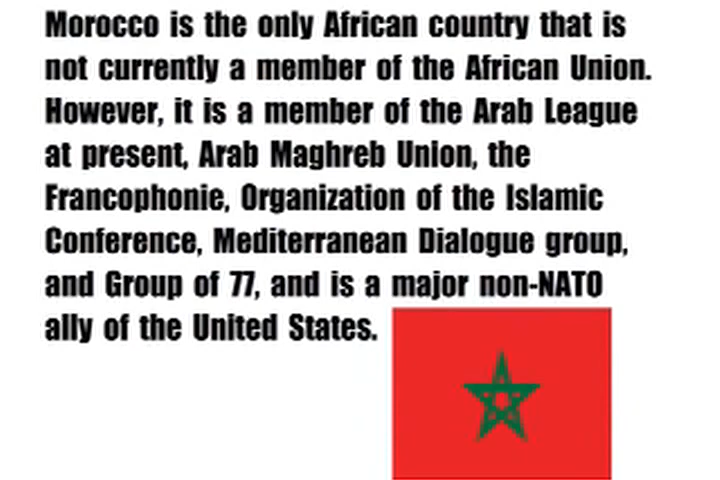 Morocco is the only African country that is
not currently a member of the African Union.
However, it is a member of the Arab League
at present, Arab Maghreb Union, the
Francophonie, Organization of the Islamic
Conference, Mediterranean Dialogue group,
and Group of 77, and is a major non-NATO
ally of the United States.